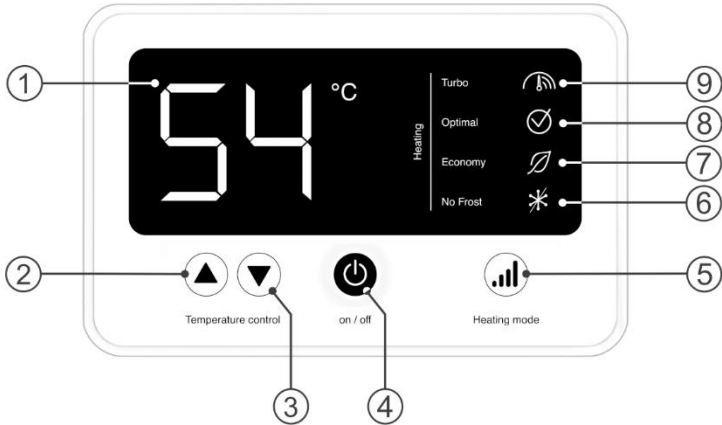 1
54 °C
Heating
Turbo
9
Optimal
8
Economy
7
No Frost
6
2
5
Temperature control
on / off
Heating mode
3
4